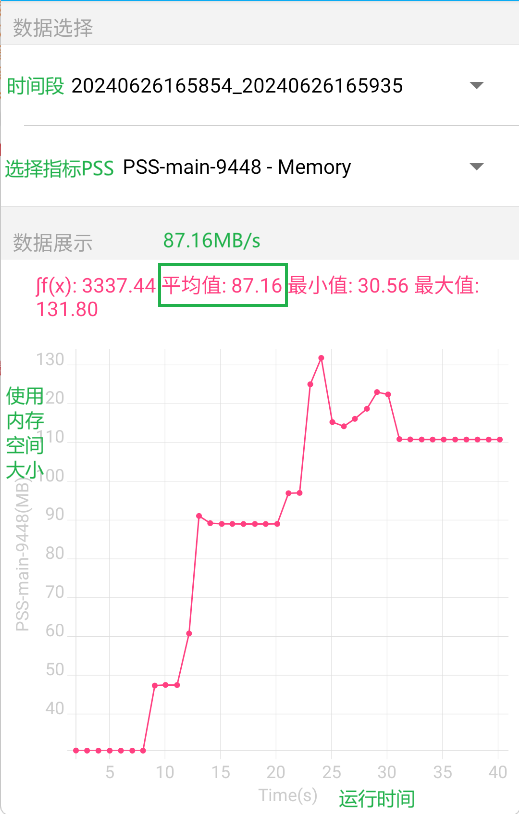 数据选择
时间段 20240626165854_20240626165935
选择指标PSS PSS-main-9448 - Memory
数据展示 87.16MB/s
∫f(x): 3337.44 平均值: 87.16 最小值: 30.56 最大值:
131.80
130
120
110
100
90
80
70
60
50
40
使用
内存
空间
大小
PSS-main-9448(MB)
5 10 15 20 25 30 35 40
Time(s) 运行时间